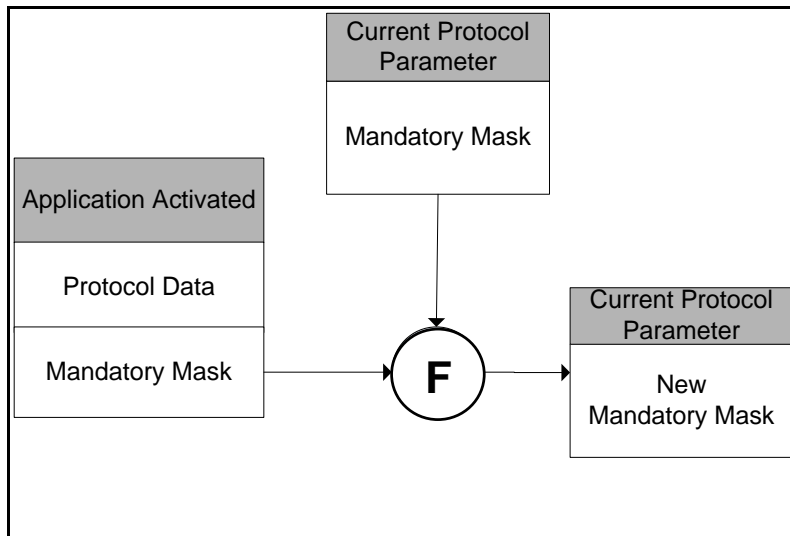 Current Protocol
Parameter
Mandatory Mask
Application Activated
Protocol Data
Mandatory Mask
F
Current Protocol
Parameter
New
Mandatory Mask